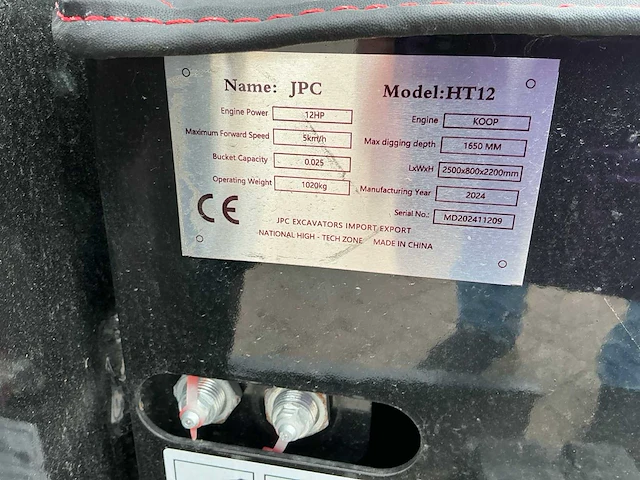 Name: JPC Model:HT12
Engine Power 12HP Engine KOOP
Maximum Forward Speed 5km/h Max digging depth 1650 MM
Bucket Capacity 0.025 LxWxH 2500x800x2200mm
Operating Weight 1020kg Manufacturing Year 2024
CE Serial No.: MD202411209
JPC EXCAVATORS IMPORT EXPORT
NATIONAL HIGH - TECH ZONE MADE IN CHINA